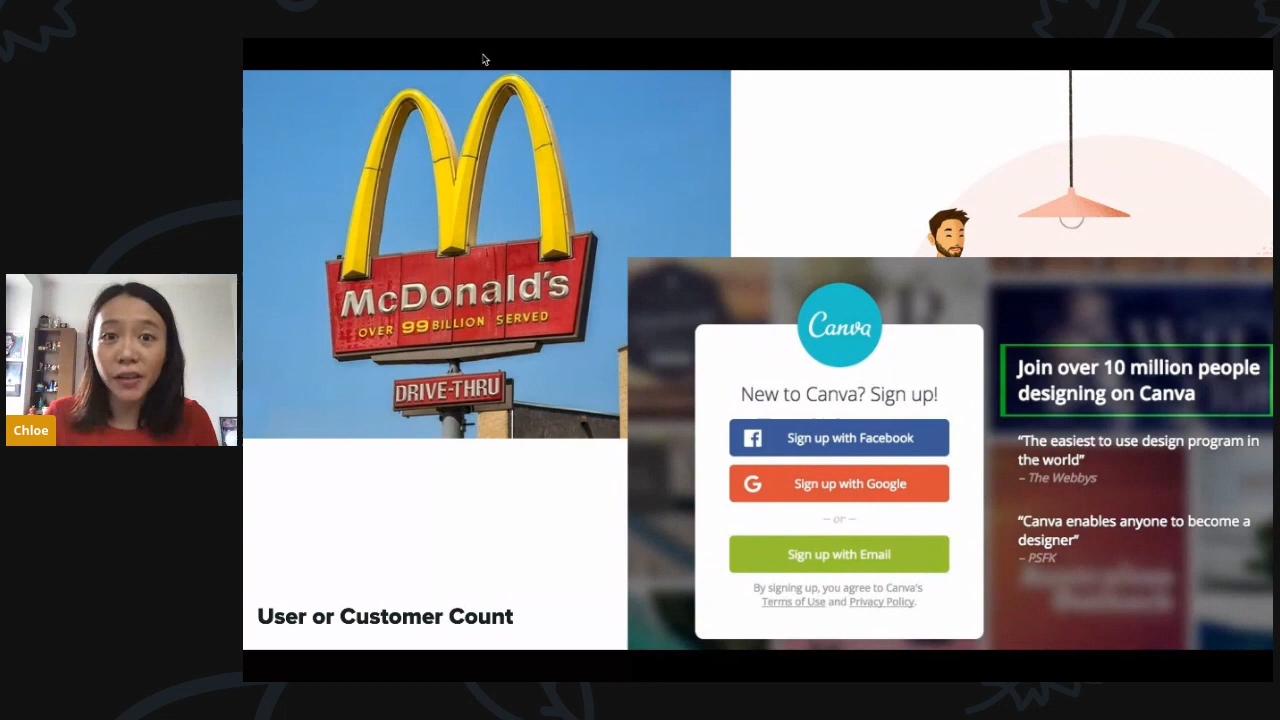 McDonald's
OVER 99 BILLION SERVED
DRIVE-THRU
Chloe
User or Customer Count
Canva
New to Canva? Sign up!
Sign up with Facebook
G
Sign up with Google
– or –
Sign up with Email
By signing up, you agree to Canva's
Terms of Use and Privacy Policy.
Join over 10 million people
designing on Canva
“The easiest to use design program in
the world”
– The Webbys
“Canva enables anyone to become a
designer”
– PSFK